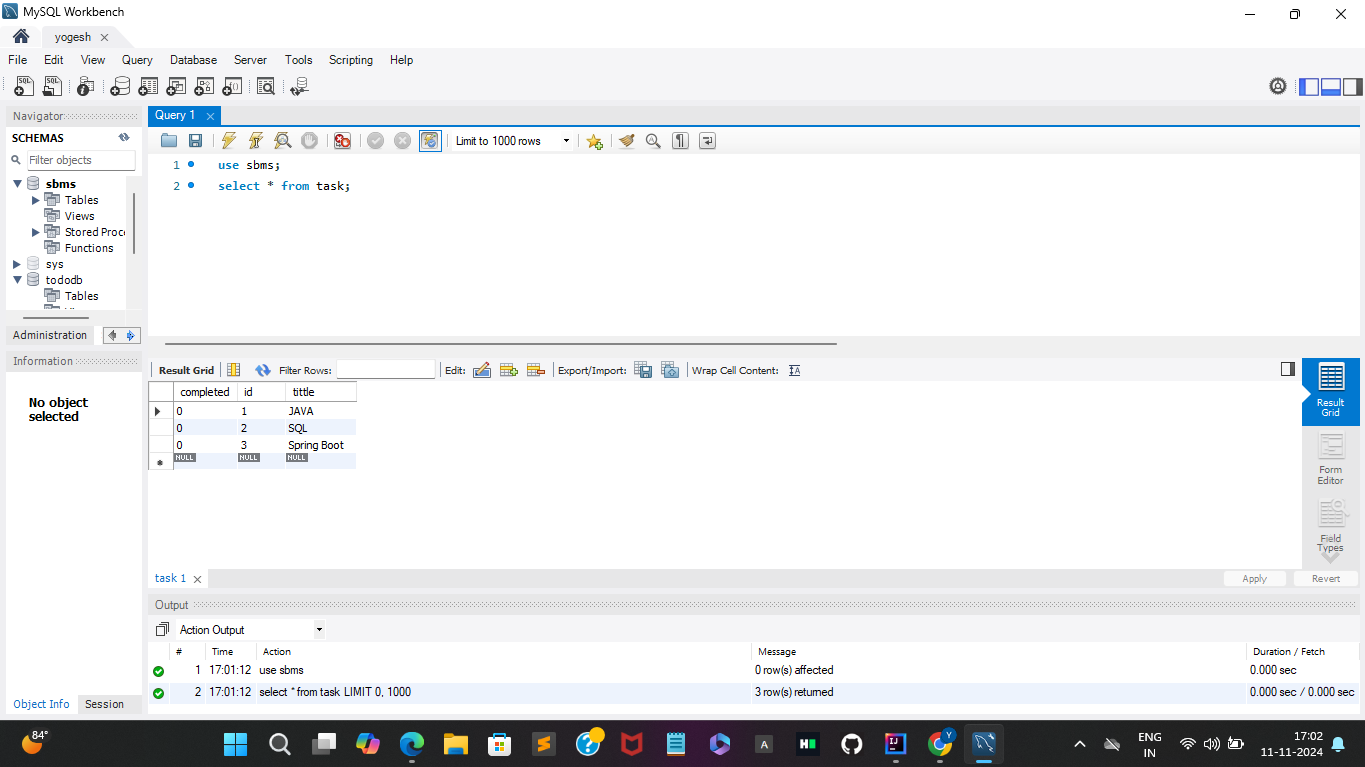 MySQL Workbench
yogesh
File Edit View Query Database Server Tools Scripting Help
Navigator
Query 1
SCHEMAS
Limit to 1000 rows
Filter objects
1 use sbms;
2 select * from task;
sbms
Tables
Views
Stored Proc
Functions
sys
tododb
Tables
Administration
Information
No object
selected
Result Grid Filter Rows: Edit: Export/Import: Wrap Cell Content:
completed id tittle
0 1 JAVA
0 2 SQL
0 3 Spring Boot
NULL NULL NULL
Result
Grid
Form
Editor
Field
Types
task 1
Apply Revert
Output
Action Output
# Time Action Message Duration / Fetch
1 17:01:12 use sbms 0 row(s) affected 0.000 sec
2 17:01:12 select * from task LIMIT 0, 1000 3 row(s) returned 0.000 sec / 0.000 sec
Object Info Session
84°
ENG
IN
17:02
11-11-2024